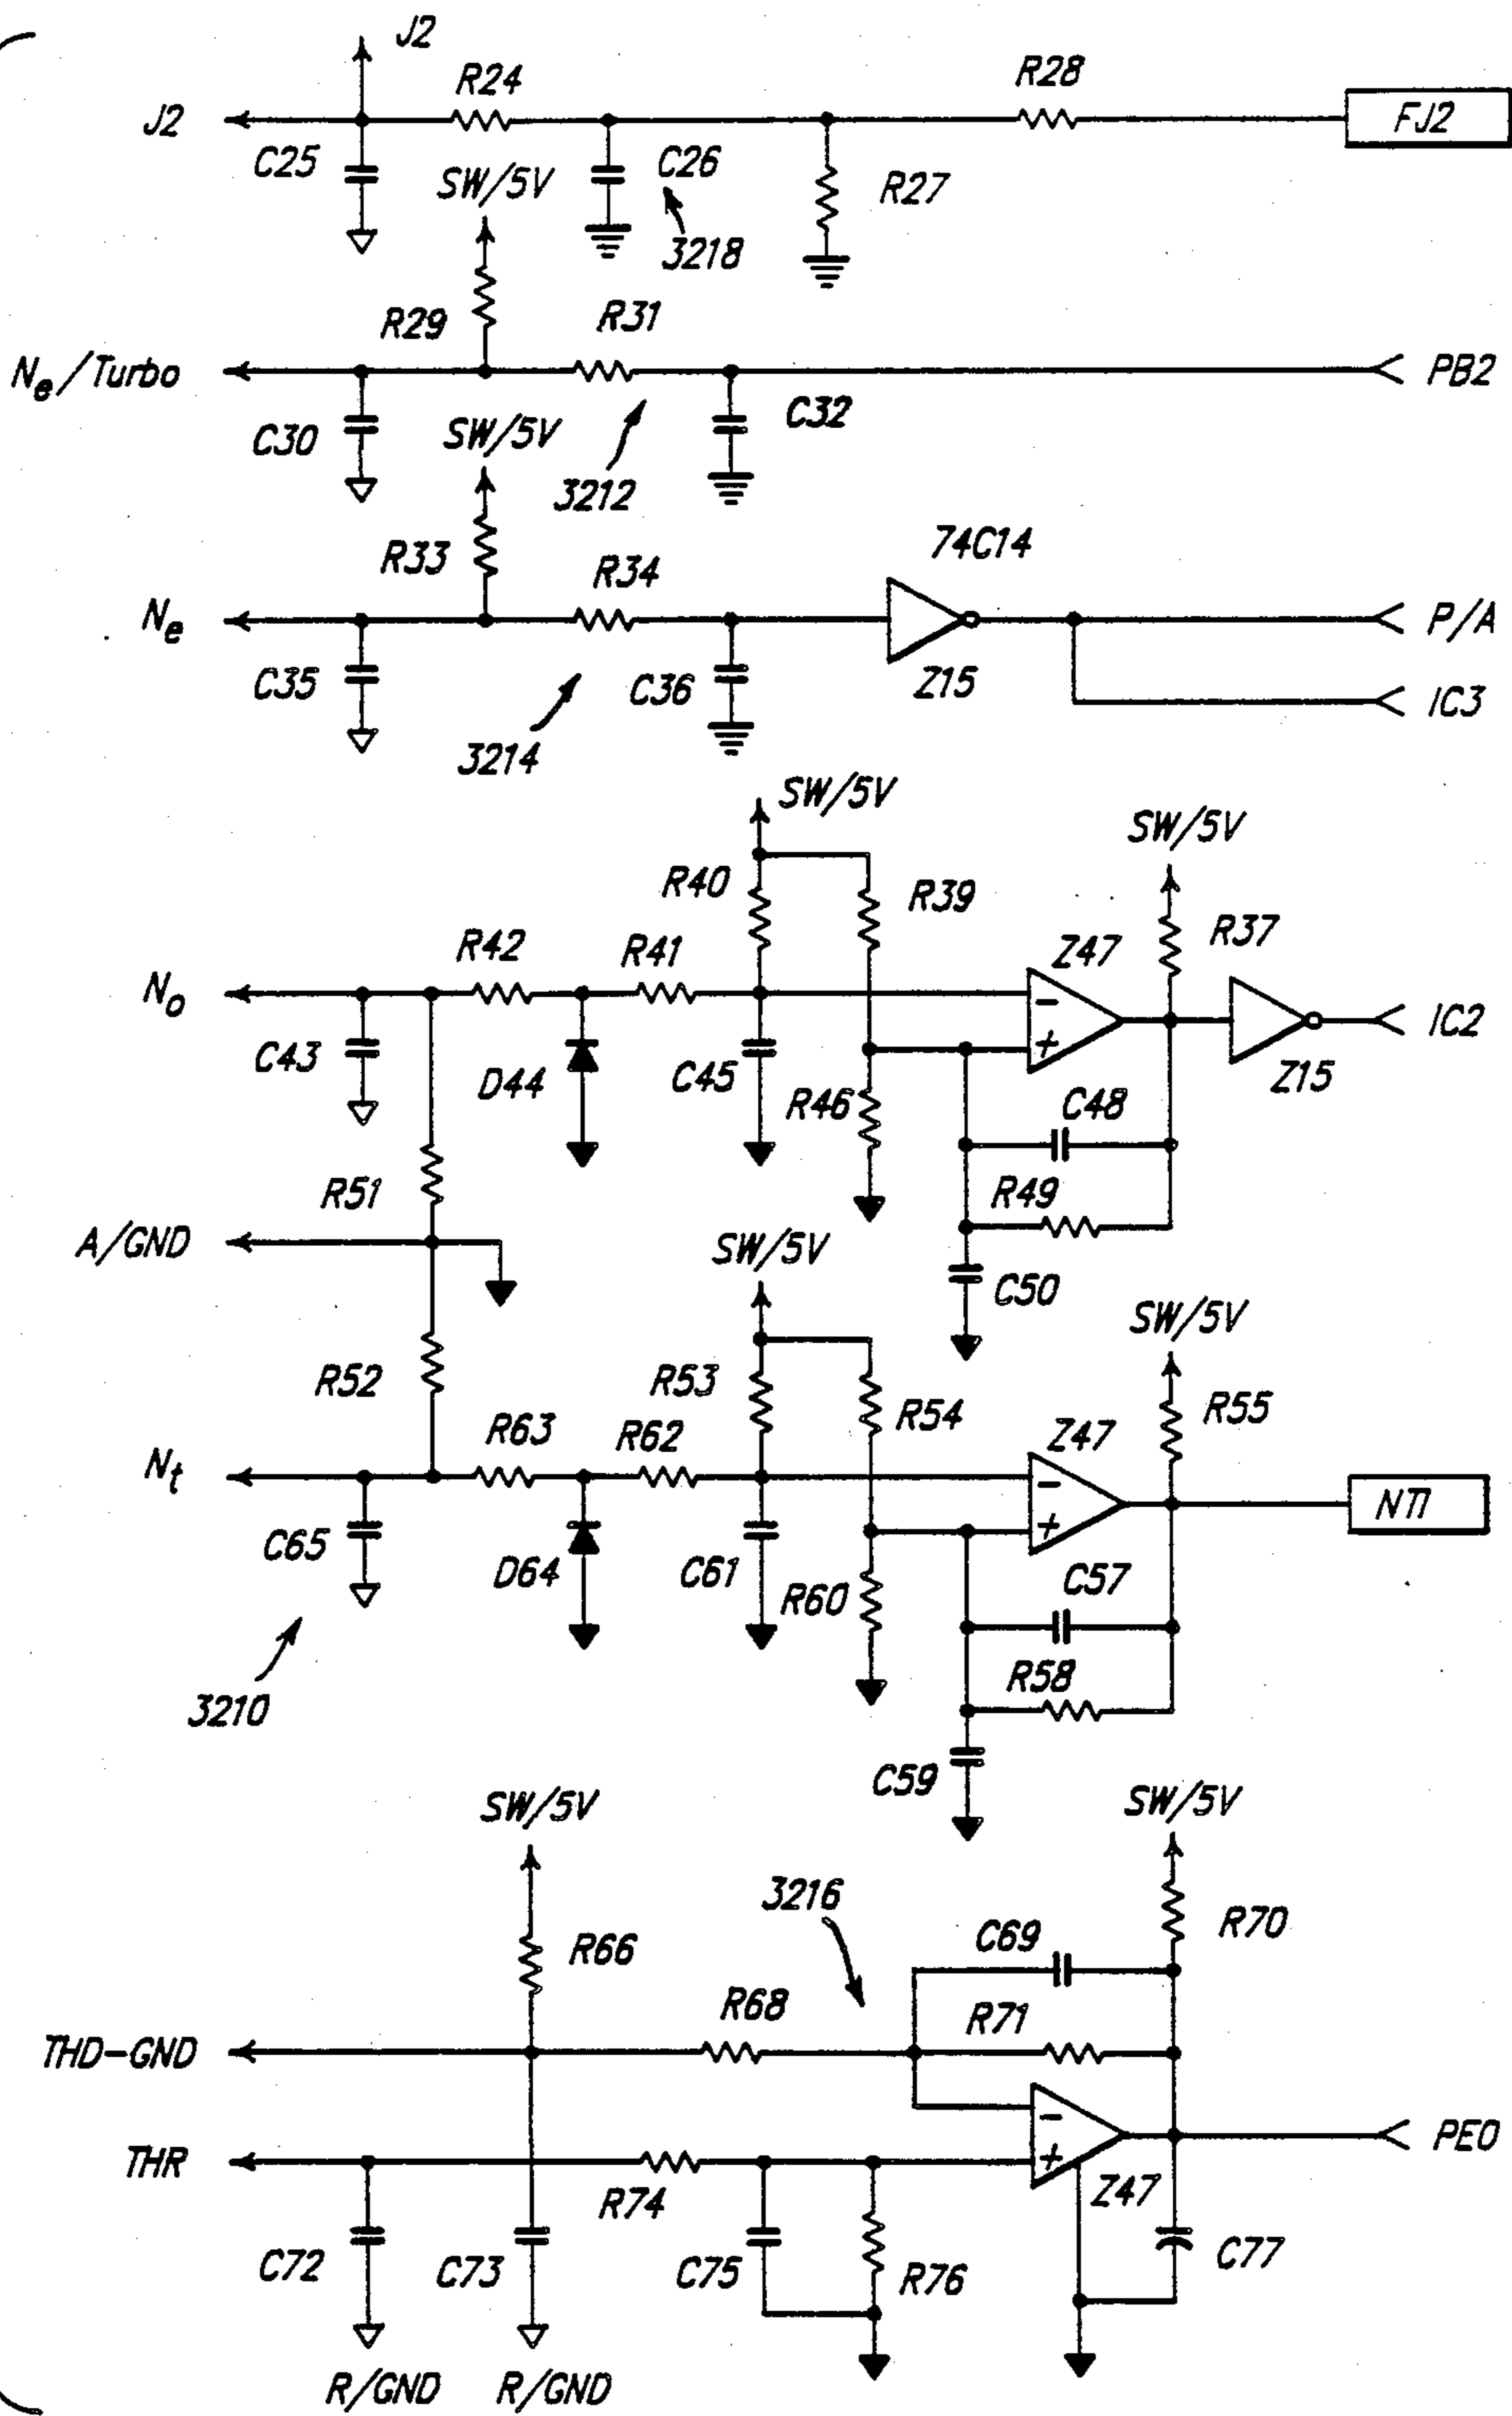 J2
R24
R28
J2
FJ2
C25
SW/5V
C26
R27
3218
R29
R31
Ne/Turbo
PB2
C30
SW/5V
C32
3212
R33
R34
74C14
Ne
P/A
C35
C36
Z15
IC3
3214
SW/5V
SW/5V
R40
R39
R42
R41
Z47
R37
No
IC2
C43
D44
C45
R46
C48
Z15
R51
R49
A/GND
SW/5V
C50
SW/5V
R52
R53
R54
R55
R63
R62
Z47
Nt
NTI
C65
D64
C61
R60
C57
R58
3210
C59
SW/5V
SW/5V
3216
R66
C69
R70
R68
R71
THD-GND
THR
PE0
R74
Z47
C72
C73
C75
R76
C77
R/GND
R/GND